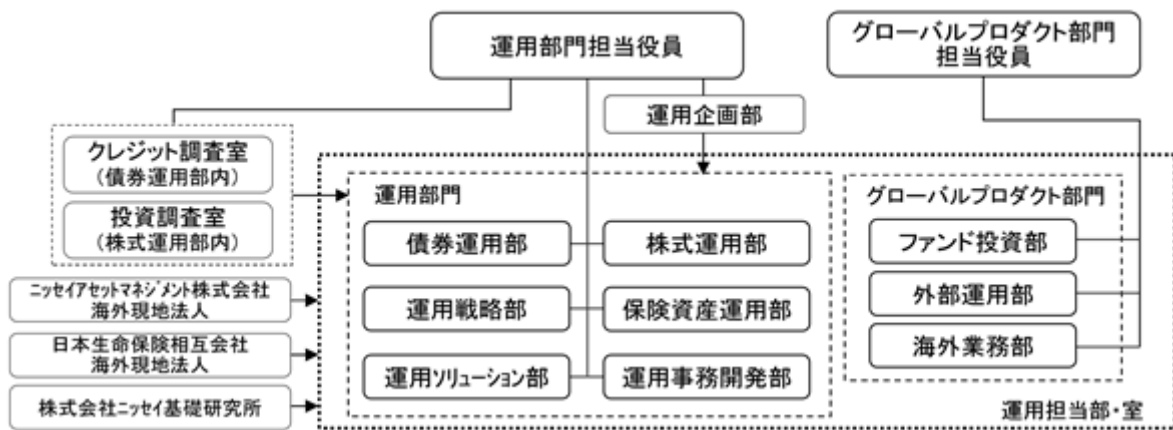 運用部門担当役員
グローバルプロダクト部門
担当役員
運用企画部
クレジット調査室
(債券運用部内)
投資調査室
(株式運用部内)
運用部門
債券運用部
株式運用部
運用戦略部
保険資産運用部
運用ソリューション部
運用事務開発部
グローバルプロダクト部門
ファンド投資部
外部運用部
海外業務部
ニッセイアセットマネジメント株式会社
海外現地法人
日本生命保険相互会社
海外現地法人
株式会社ニッセイ基礎研究所
運用担当部・室